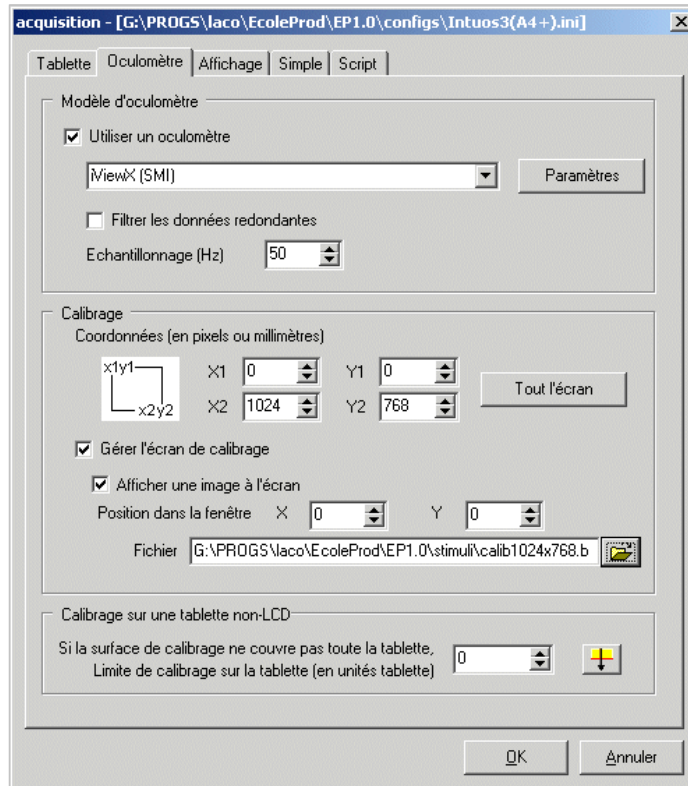 acquisition - [G:\PROGS\laco\EcoleProd\EP1.0\configs\Intuos3(A4+).ini]
Tablette Oculomètre Affichage Simple Script
Modèle d'oculomètre
Utiliser un oculomètre
iViewX (SMI) Paramètres
Filtrer les données redondantes
Echantillonnage (Hz) 50
Calibrage
Coordonnées (en pixels ou millimètres)
x1y1 X1 0 Y1 0 Tout l'écran
x2y2 X2 1024 Y2 768
Gérer l'écran de calibrage
Afficher une image à l'écran
Position dans la fenêtre X 0 Y 0
Fichier G:\PROGS\laco\EcoleProd\EP1.0\stimuli\calib1024x768.b
Calibrage sur une tablette non-LCD
Si la surface de calibrage ne couvre pas toute la tablette, 0
Limite de calibrage sur la tablette (en unités tablette)
OK Annuler